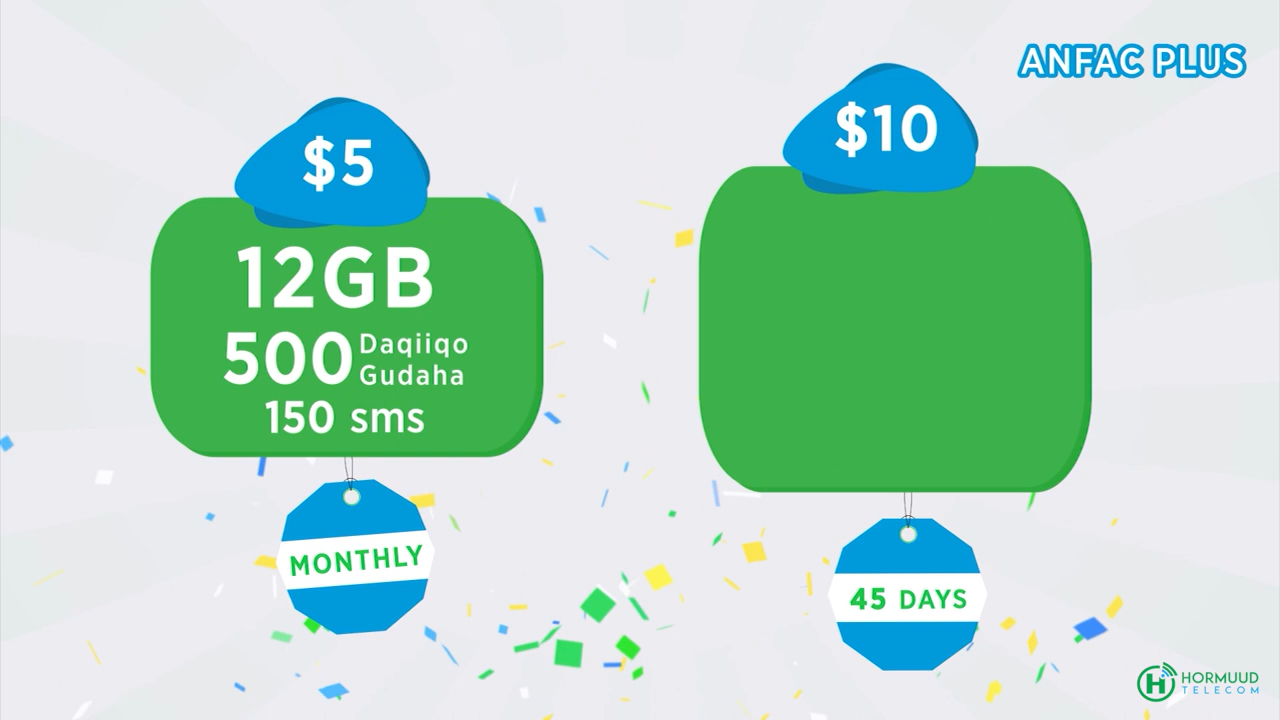 ANFAC PLUS
$5
12GB
500 Daqiiqo
Gudaha
150 sms
MONTHLY
$10
45 DAYS
HORMUUD
TELECOM